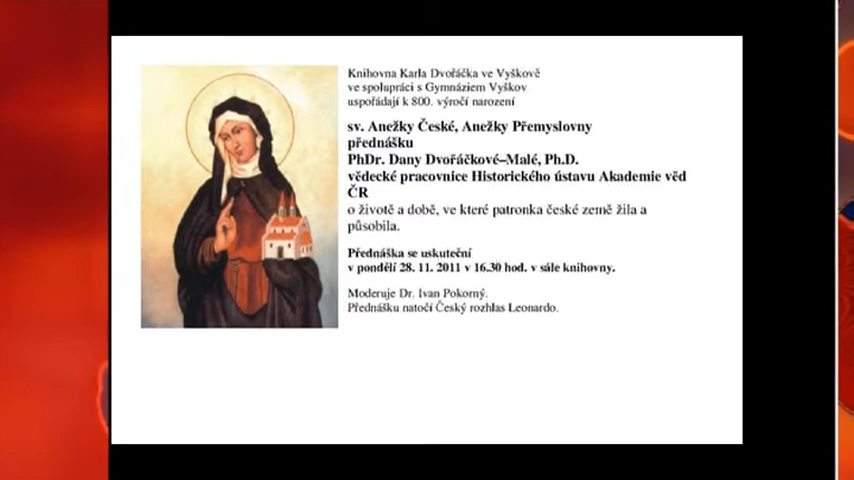 Knihovna Karla Dvořáčka ve Vyškově
ve spolupráci s Gymnáziem Vyškov
uspořádají k 800. výročí narození
sv. Anežky České, Anežky Přemyslovny
přednášku
PhDr. Dany Dvořáčkové–Malé, Ph.D.
vědecké pracovnice Historického ústavu Akademie věd
ČR
o životě a době, ve které patronka české země žila a
působila.
Přednáška se uskuteční
v pondělí 28. 11. 2011 v 16.30 hod. v sále knihovny.
Moderuje Dr. Ivan Pokorný.
Přednášku natočí Český rozhlas Leonardo.